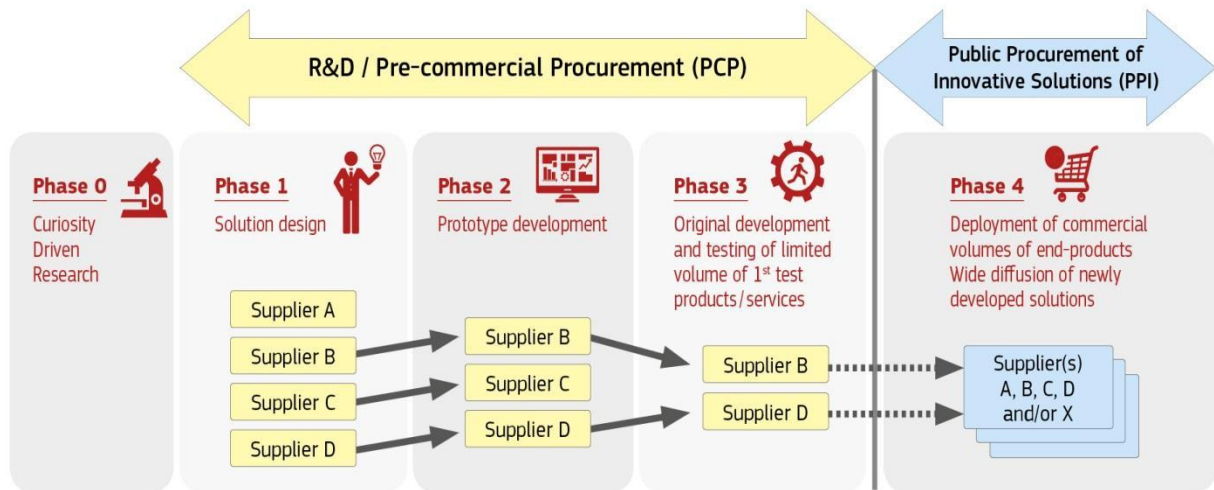 R&D / Pre-commercial Procurement (PCP)
Public Procurement of
Innovative Solutions (PPI)
Phase 0
Curiosity
Driven
Research
Phase 1
Solution design
Supplier A
Supplier B
Supplier C
Supplier D
Phase 2
Prototype development
Supplier B
Supplier C
Supplier D
Phase 3
Original development
and testing of limited
volume of 1st test
products/services
Supplier B
Supplier D
Phase 4
Deployment of commercial
volumes of end-products
Wide diffusion of newly
developed solutions
Supplier(s)
A, B, C, D
and/or X